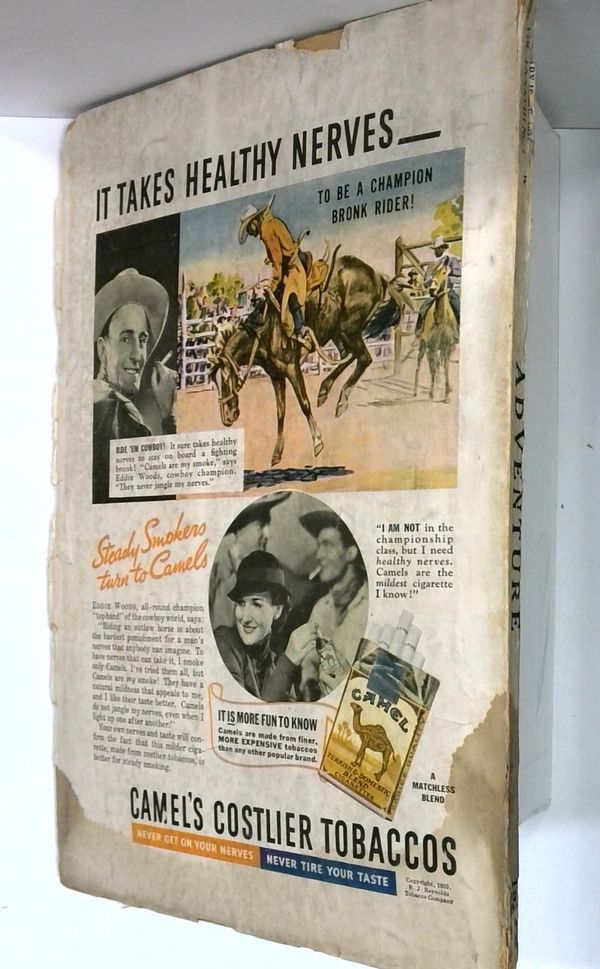 IT TAKES HEALTHY NERVES—
TO BE A CHAMPION
BRONK RIDER!
RIDE 'EM COWBOY! It sure takes healthy
nerves to stay on board a fighting
bronk! "Camels are my smoke," says
Eddie Woods, cowboy champion.
"They never jangle my nerves."
Steady Smokers
turn to Camels
EDDIE WOODS, all-round champion
"top hand" of the cowboy world, says:
"Riding an outlaw horse is about
the hardest punishment for a man's
nerves that anybody can imagine. To
have nerves that can take it, I smoke
only Camels. I've tried them all, but
Camels are my smoke! They have a
natural mildness that appeals to me,
and I like their taste better. Camels
do not jangle my nerves, even when I
light up one after another."
Your own nerves and taste will con-
firm the fact that this milder ciga-
rette, made from costlier tobaccos, is
better for steady smoking.
"I AM NOT in the
championship
class, but I need
healthy nerves.
Camels are the
mildest cigarette
I know!"
IT IS MORE FUN TO KNOW
Camels are made from finer,
MORE EXPENSIVE tobaccos
than any other popular brand.
CAMEL
TURKISH & DOMESTIC
BLEND
CIGARETTES
A
MATCHLESS
BLEND
CAMEL'S COSTLIER TOBACCOS
NEVER GET ON YOUR NERVES
NEVER TIRE YOUR TASTE
Copyright, 1933,
R. J. Reynolds
Tobacco Company
ADVENTURE